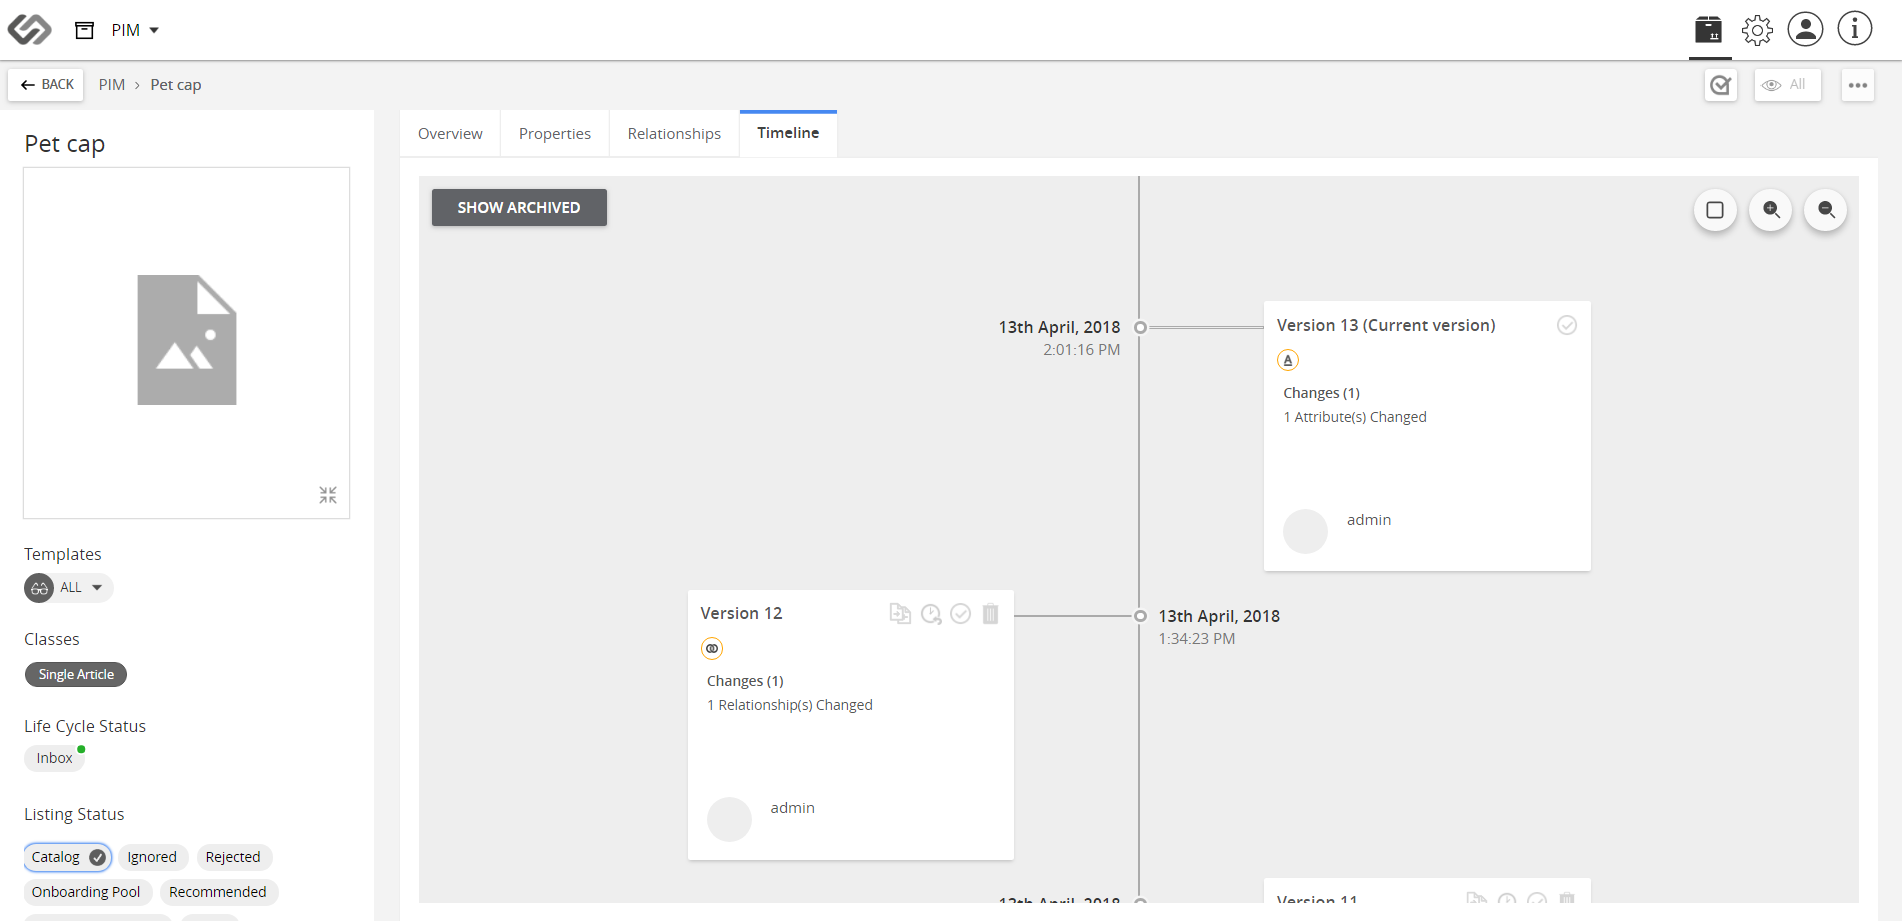 PIM
BACK
PIM › Pet cap
All
Pet cap
Templates
ALL
Classes
Single Article
Life Cycle Status
Inbox
Listing Status
Catalog
Ignored
Rejected
Onboarding Pool
Recommended
Overview
Properties
Relationships
Timeline
SHOW ARCHIVED
13th April, 2018
2:01:16 PM
Version 13 (Current version)
A
Changes (1)
1 Attribute(s) Changed
admin
Version 12
Changes (1)
1 Relationship(s) Changed
admin
13th April, 2018
1:34:23 PM
13th April, 2018
Version 11